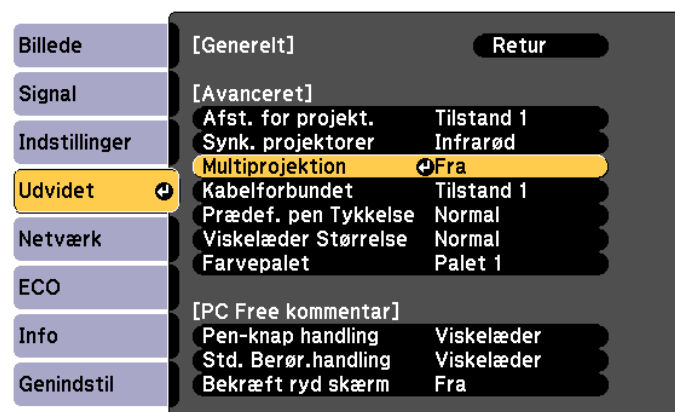 Billede
Signal
Indstillinger
Udvidet
Netværk
ECO
Info
Genindstil
[Generelt] Retur
[Avanceret]
Afst. for projekt. Tilstand 1
Synk. projektorer Infrarød
Multiprojektion Fra
Kabelforbundet Tilstand 1
Prædef. pen Tykkelse Normal
Viskelæder Størrelse Normal
Farvepalet Palet 1
[PC Free kommentar]
Pen-knap handling Viskelæder
Std. Berør.handling Viskelæder
Bekræft ryd skærm Fra